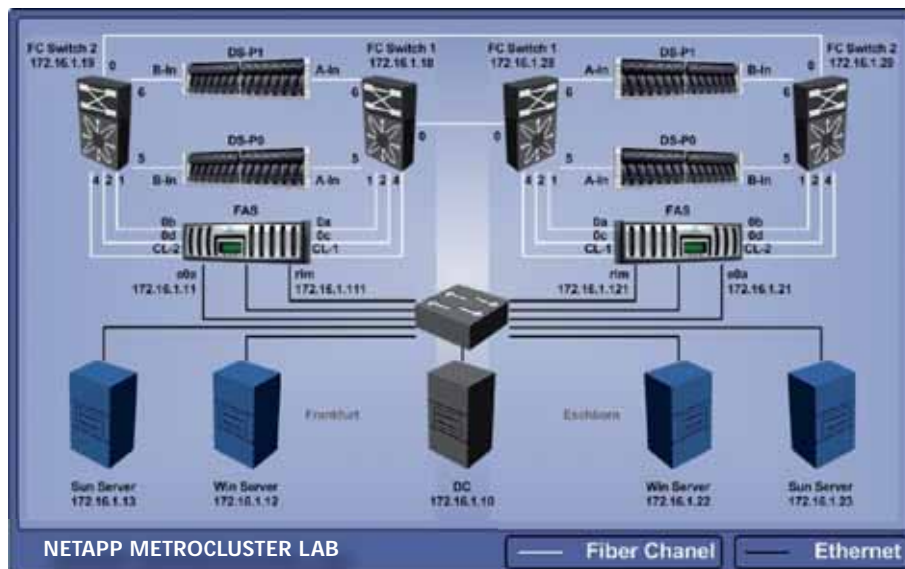 FC Switch 2
172.16.1.19
0
DS-P1
FC Switch 1
172.16.1.18
FC Switch 1
172.16.1.28
DS-P1
0
FC Switch 2
B-In
A-In
A-In
B-In
6
6
6
6
0
0
DS-P0
DS-P0
5
5
5
5
B-In
A-In
A-In
B-In
4 2 1
1 2 4
4 2 1
1 2 4
FAS
FAS
0b
0d
CL-2
0a
0c
CL-1
0a
0c
CL-1
0b
0d
CL-2
e0a
172.16.1.11
rlm
172.16.1.111
rlm
172.16.1.121
e0a
172.16.1.21
Frankfurt
Eschborn
Sun Server
172.16.1.13
Win Server
172.16.1.12
DC
172.16.1.10
Win Server
172.16.1.22
Sun Server
172.16.1.23
NETAPP METROCLUSTER LAB
Fiber Chanel
Ethernet